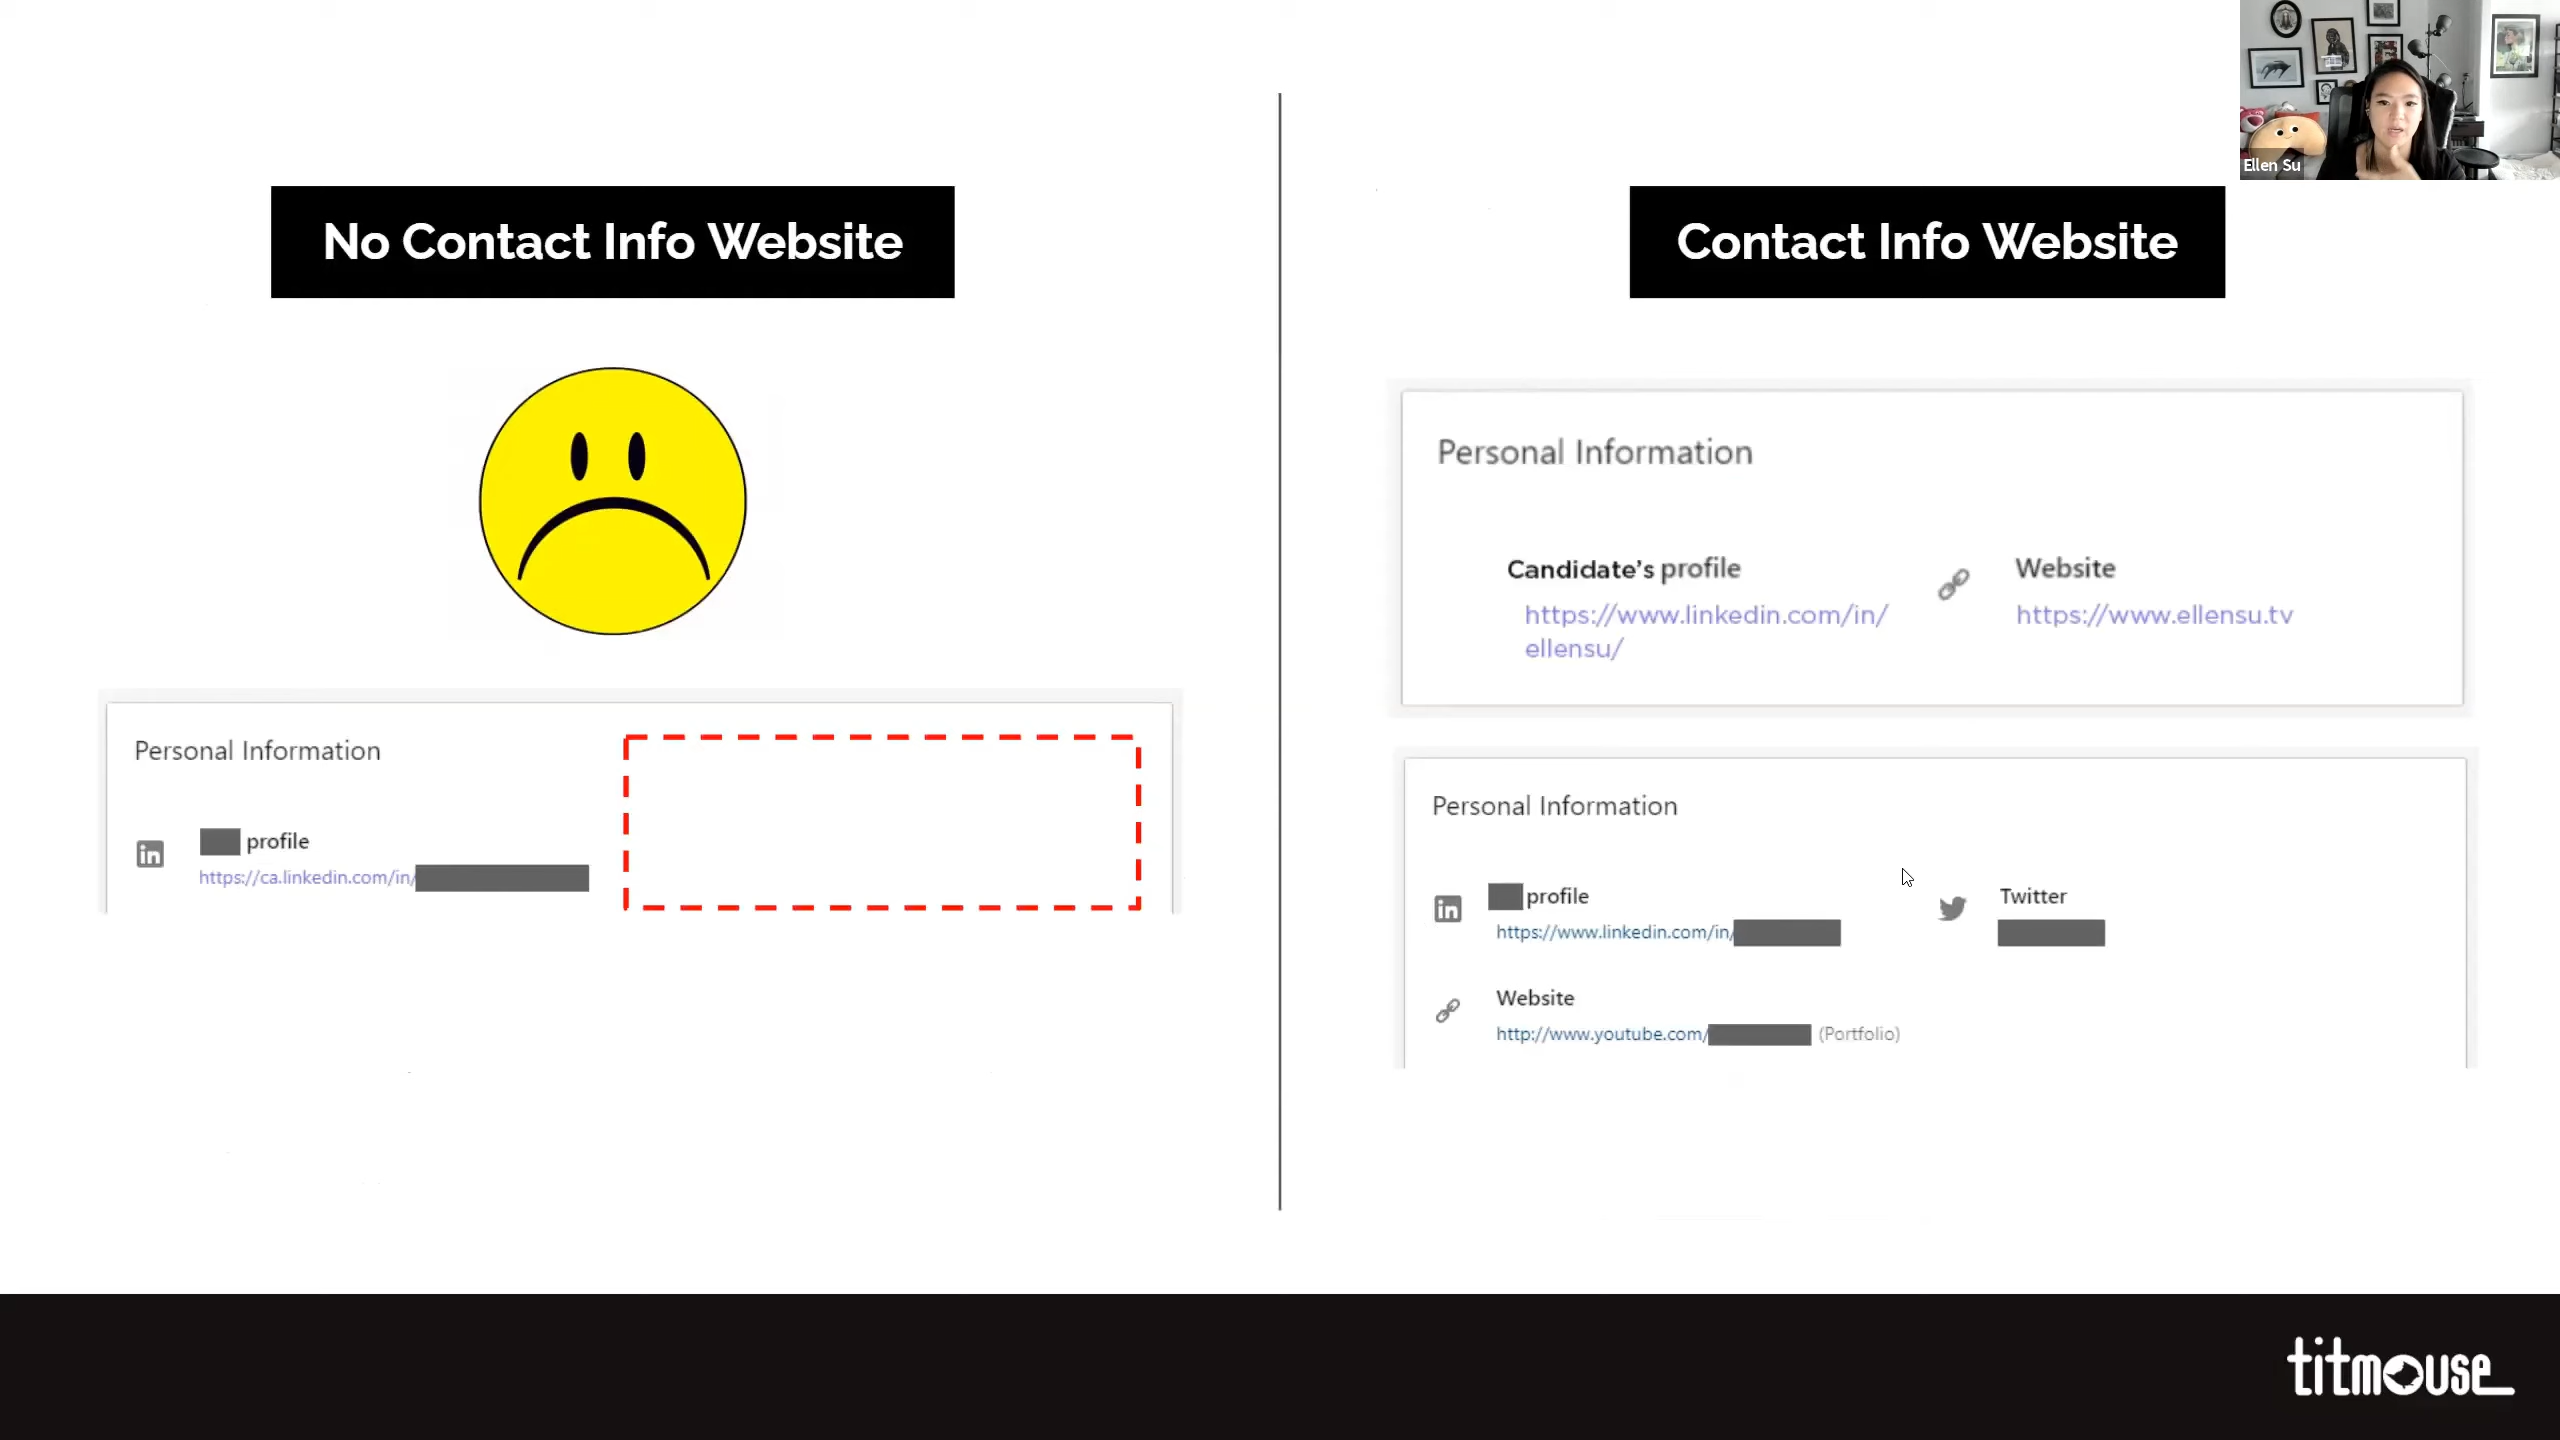 Ellen Su
No Contact Info Website
Personal Information
in
profile
https://ca.linkedin.com/in/
Contact Info Website
Personal Information
Candidate's profile
https://www.linkedin.com/in/
ellensu/
Website
https://www.ellensu.tv
Personal Information
in
profile
https://www.linkedin.com/in/
Twitter
Website
http://www.youtube.com/ (Portfolio)
titmouse